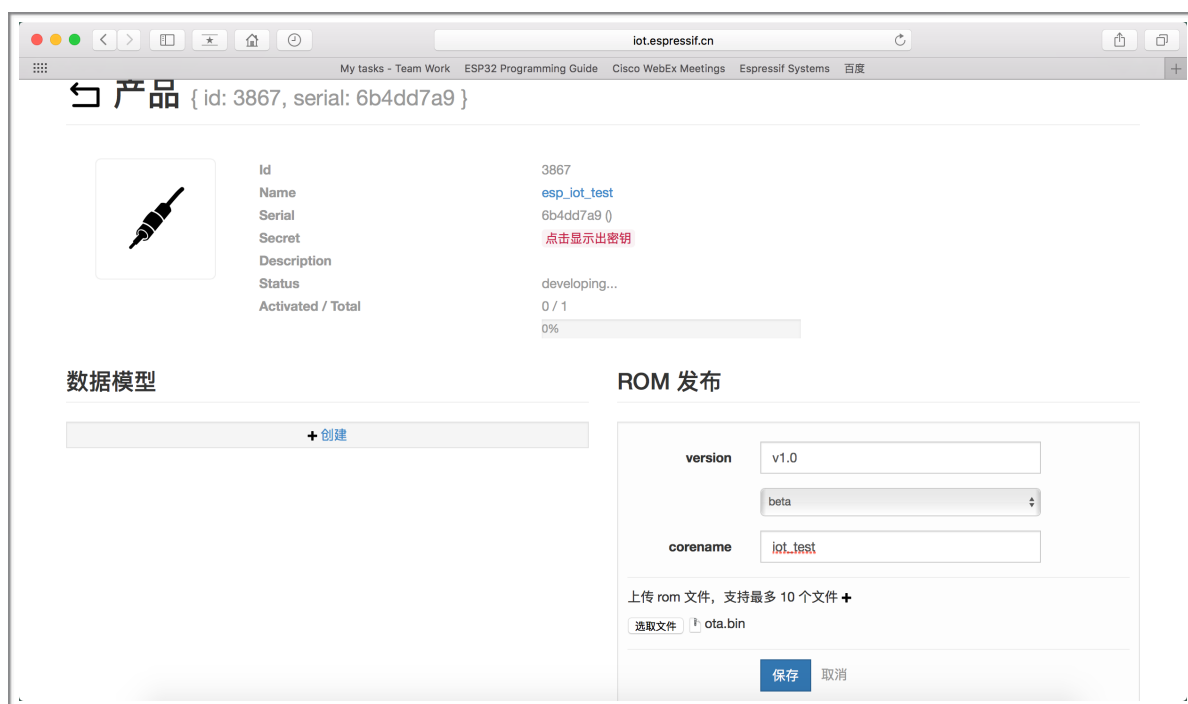 iot.espressif.cn
My tasks - Team Work ESP32 Programming Guide Cisco WebEx Meetings Espressif Systems 百度
产品 { id: 3867, serial: 6b4dd7a9 }
Id 3867
Name esp_iot_test
Serial 6b4dd7a9 ()
Secret 点击显示出密钥
Description
Status developing...
Activated / Total 0 / 1
0%
数据模型
+ 创建
ROM 发布
version v1.0
beta
corename iot_test
上传 rom 文件，支持最多 10 个文件 +
选取文件 ota.bin
保存 取消